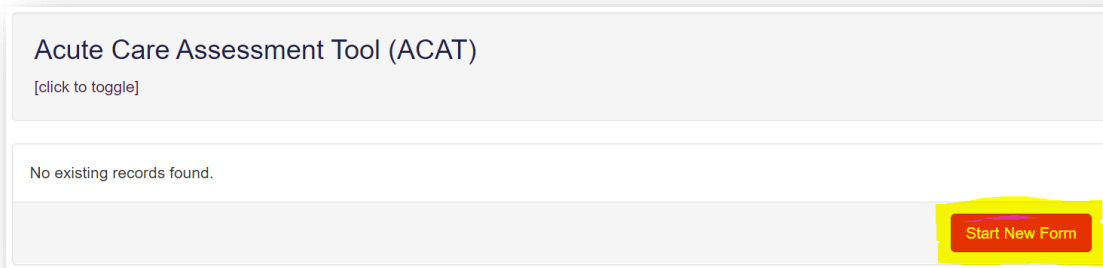 Acute Care Assessment Tool (ACAT)
[click to toggle]
No existing records found.
Start New Form